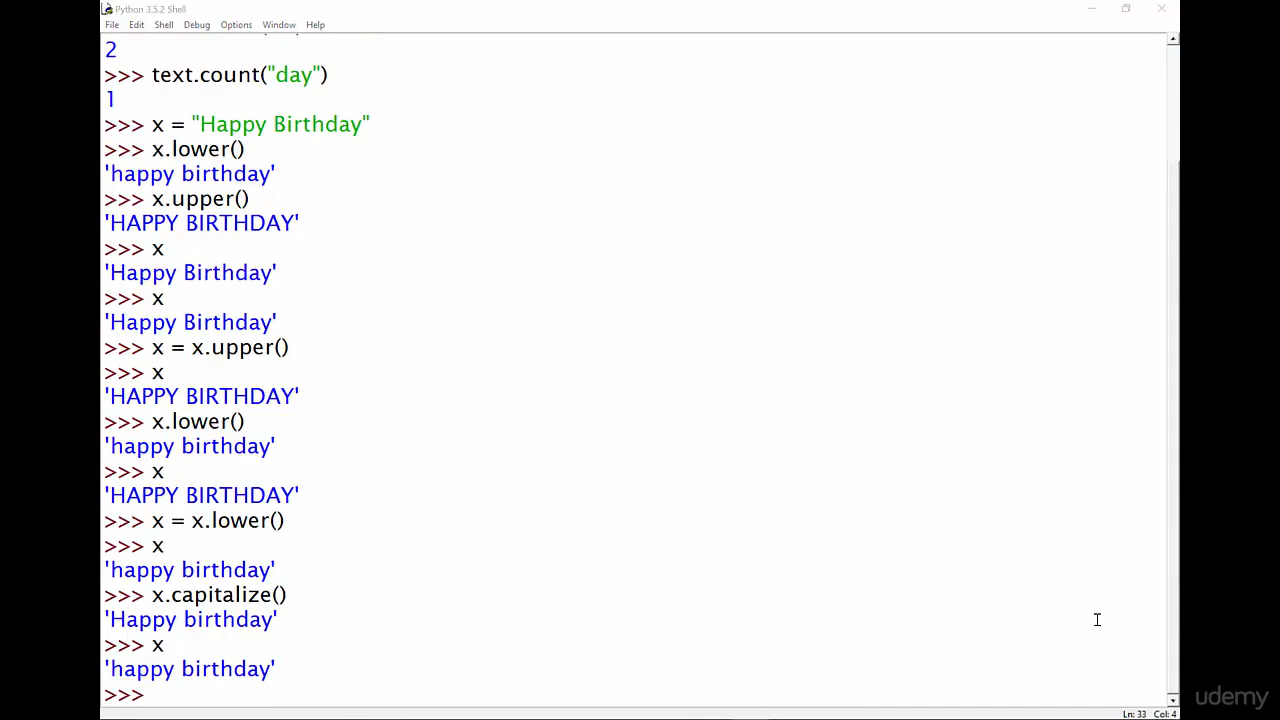 Python 3.5.2 Shell
File Edit Shell Debug Options Window Help
2
>>> text.count("day")
1
>>> x = "Happy Birthday"
>>> x.lower()
'happy birthday'
>>> x.upper()
'HAPPY BIRTHDAY'
>>> x
'Happy Birthday'
>>> x
'Happy Birthday'
>>> x = x.upper()
>>> x
'HAPPY BIRTHDAY'
>>> x.lower()
'happy birthday'
>>> x
'HAPPY BIRTHDAY'
>>> x = x.lower()
>>> x
'happy birthday'
>>> x.capitalize()
'Happy birthday'
>>> x
'happy birthday'
>>>
Ln: 33 Col: 4
udemy